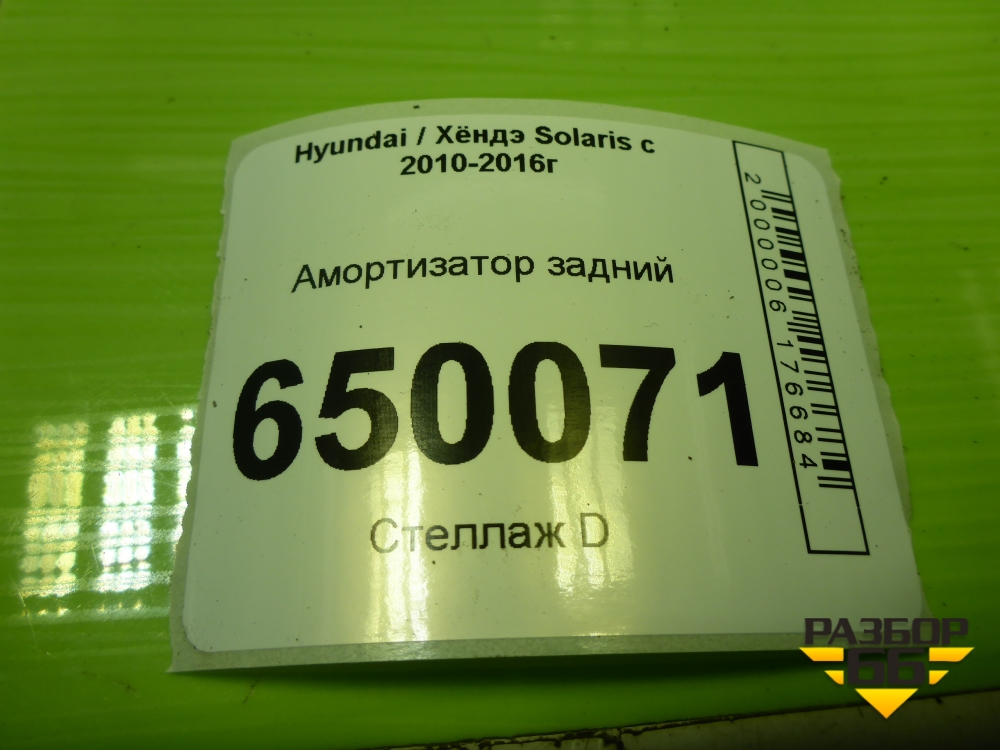 Hyundai / Хёндэ Solaris с
2010-2016г
Амортизатор задний
650071
Стеллаж D
2000006176684
РАЗБОР
66